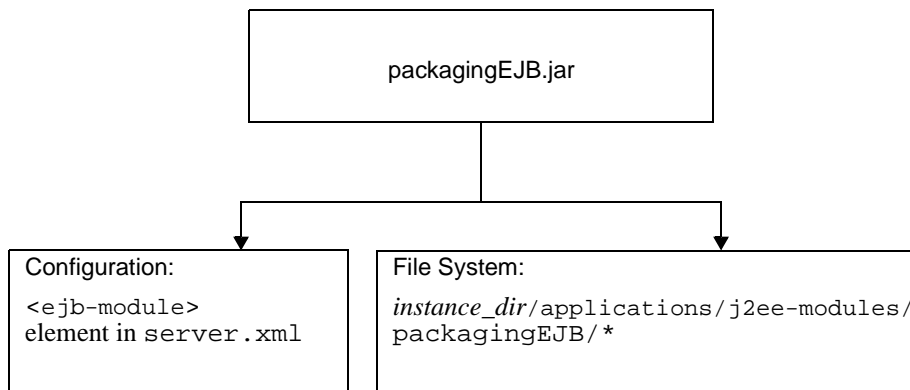 packagingEJB.jar
Configuration:
<ejb-module>
element in server.xml
File System:
instance_dir/applications/j2ee-modules/
packagingEJB/*